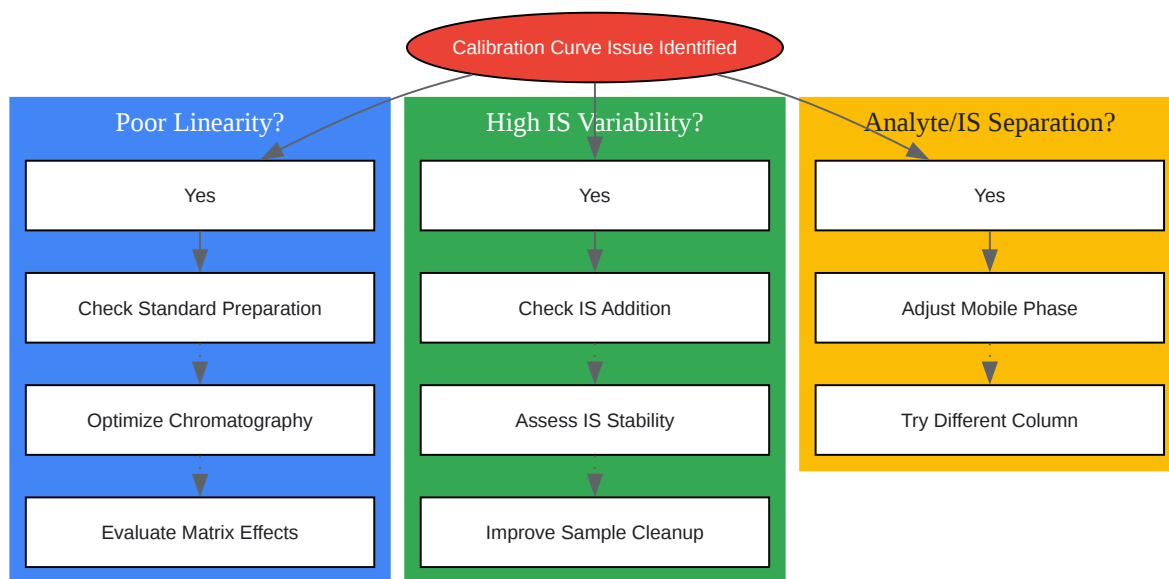 Calibration Curve Issue Identified
Poor Linearity?
Yes
Check Standard Preparation
Optimize Chromatography
Evaluate Matrix Effects
High IS Variability?
Yes
Check IS Addition
Assess IS Stability
Improve Sample Cleanup
Analyte/IS Separation?
Yes
Adjust Mobile Phase
Try Different Column